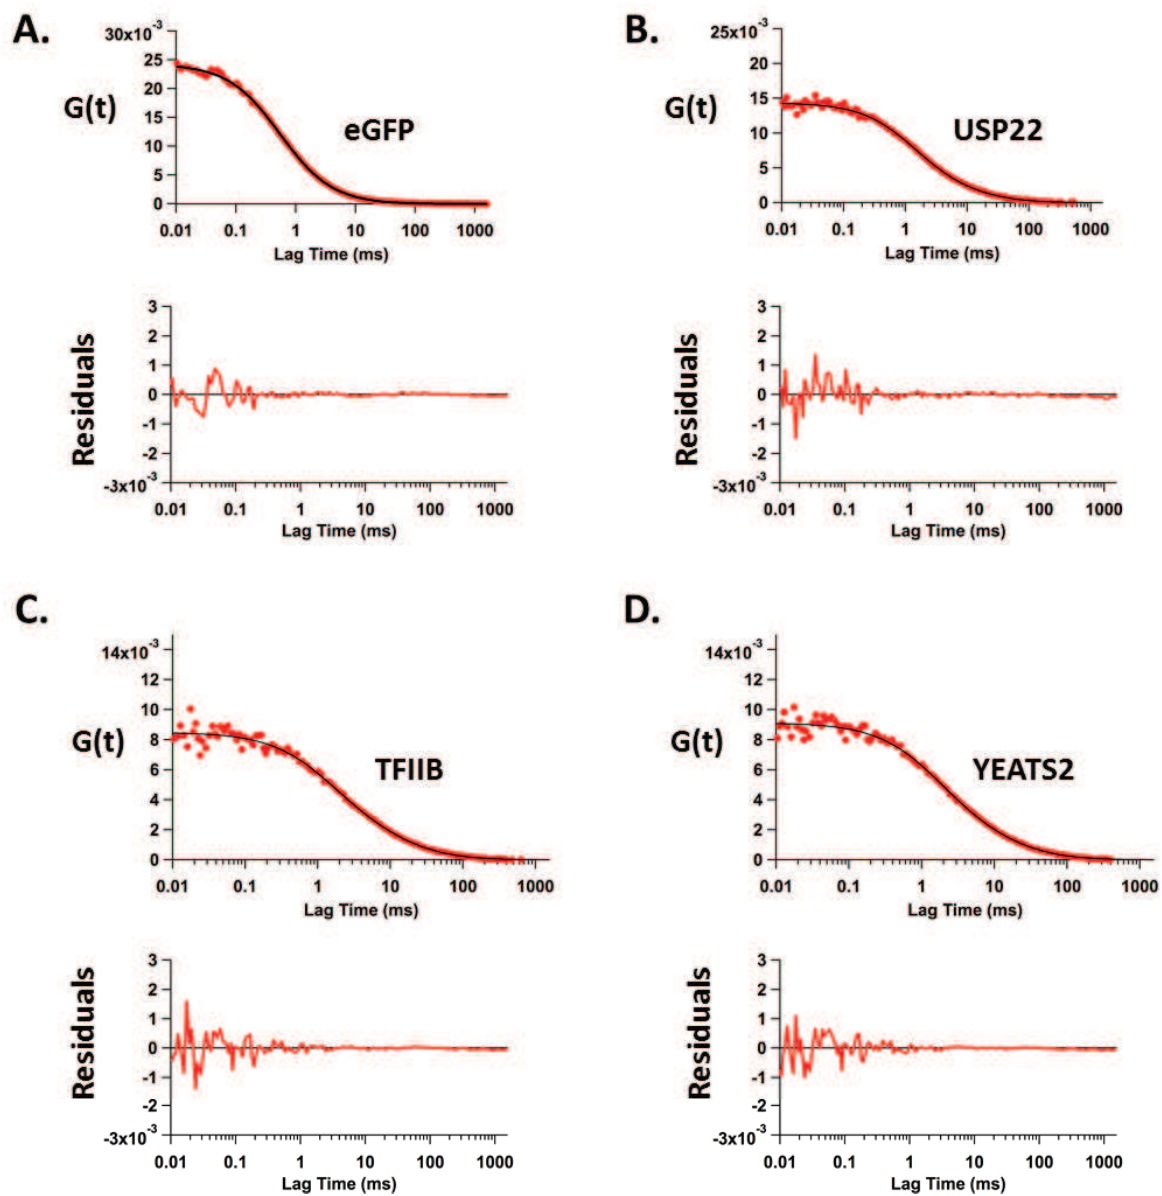 A.
30x10⁻³
25
20
15
10
5
0
G(t)
eGFP
0.01 0.1 1 10 100 1000
Lag Time (ms)
3
2
1
0
-1
-2
-3x10⁻³
Residuals
0.01 0.1 1 10 100 1000
Lag Time (ms)
B.
25x10⁻³
20
15
10
5
0
G(t)
USP22
0.01 0.1 1 10 100 1000
Lag Time (ms)
3
2
1
0
-1
-2
-3x10⁻³
Residuals
0.01 0.1 1 10 100 1000
Lag Time (ms)
C.
14x10⁻³
12
10
8
6
4
2
0
G(t)
TFIIB
0.01 0.1 1 10 100 1000
Lag Time (ms)
3
2
1
0
-1
-2
-3x10⁻³
Residuals
0.01 0.1 1 10 100 1000
Lag Time (ms)
D.
14x10⁻³
12
10
8
6
4
2
0
G(t)
YEATS2
0.01 0.1 1 10 100 1000
Lag Time (ms)
3
2
1
0
-1
-2
-3x10⁻³
Residuals
0.01 0.1 1 10 100 1000
Lag Time (ms)